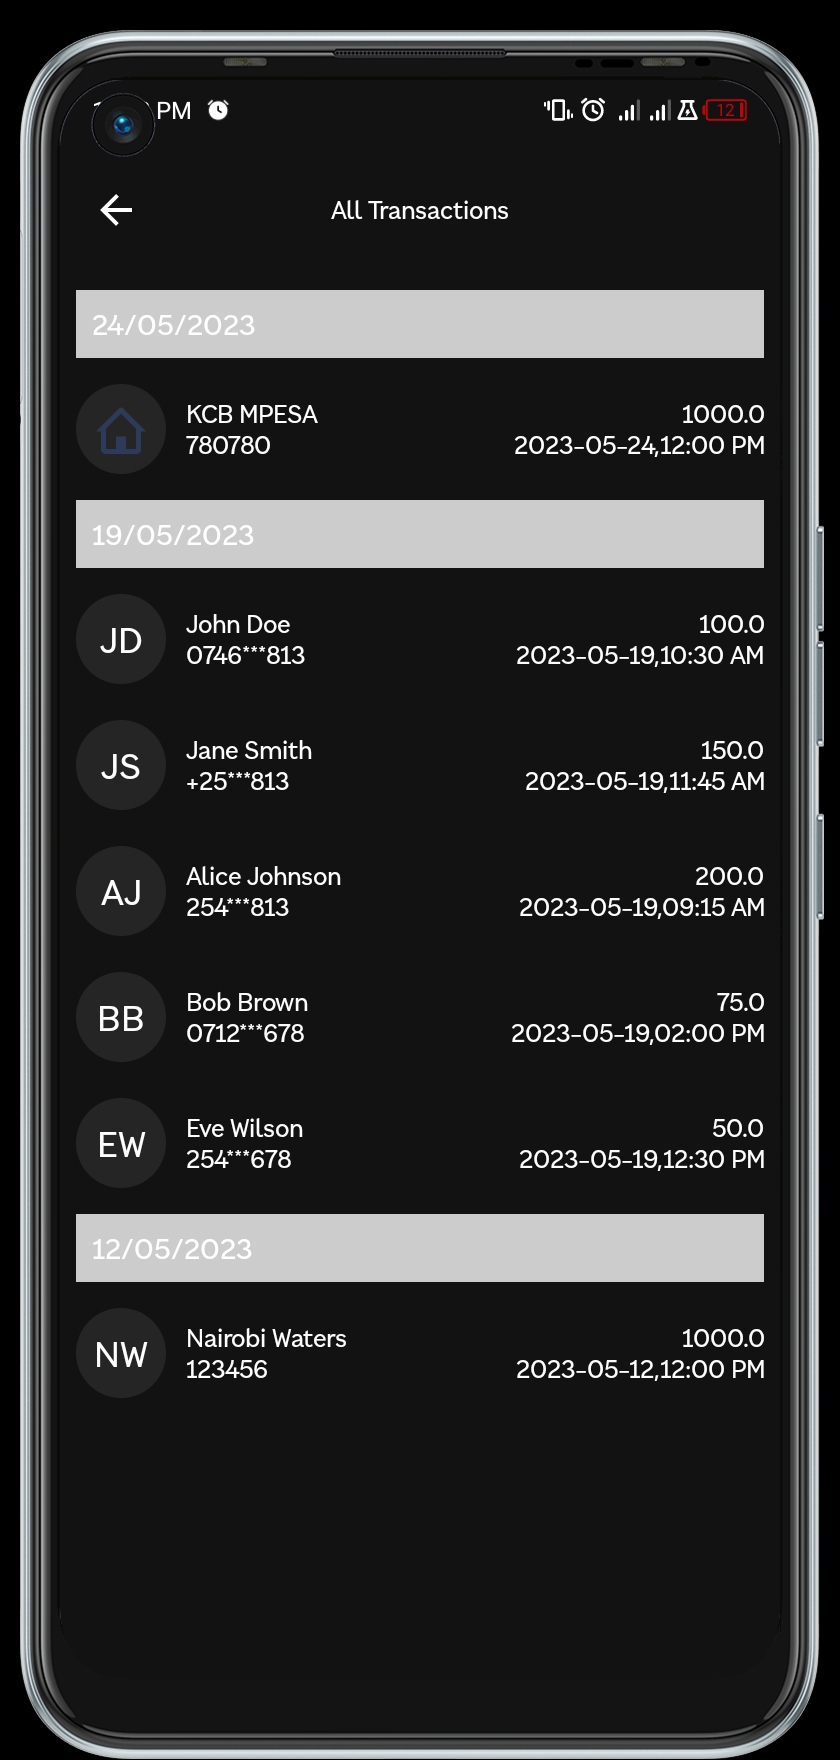 PM
12
All Transactions
24/05/2023
KCB MPESA 1000.0
780780 2023-05-24,12:00 PM
19/05/2023
JD
John Doe 100.0
0746***813 2023-05-19,10:30 AM
JS
Jane Smith 150.0
+25***813 2023-05-19,11:45 AM
AJ
Alice Johnson 200.0
254***813 2023-05-19,09:15 AM
BB
Bob Brown 75.0
0712***678 2023-05-19,02:00 PM
EW
Eve Wilson 50.0
254***678 2023-05-19,12:30 PM
12/05/2023
NW
Nairobi Waters 1000.0
123456 2023-05-12,12:00 PM